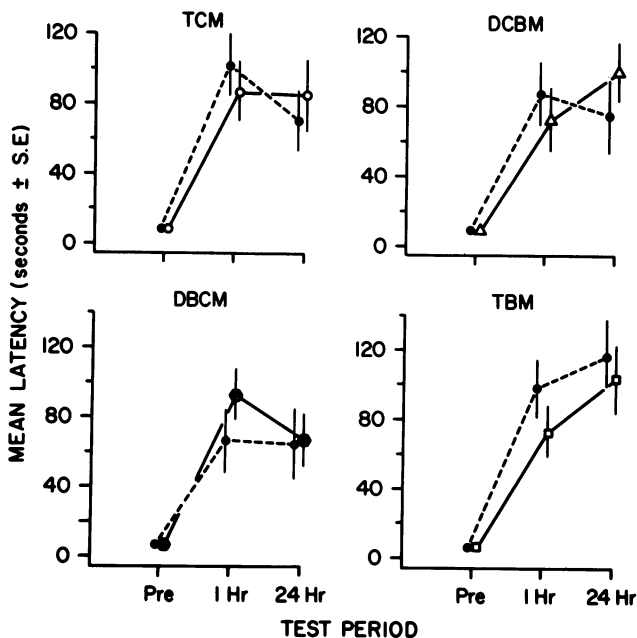 TCM
DCBM
120
80
40
0
120
80
40
0
MEAN LATENCY (seconds ± S.E)
DBCM
TBM
120
80
40
0
120
80
40
0
Pre
1 Hr
24 Hr
Pre
1 Hr
24 Hr
TEST PERIOD